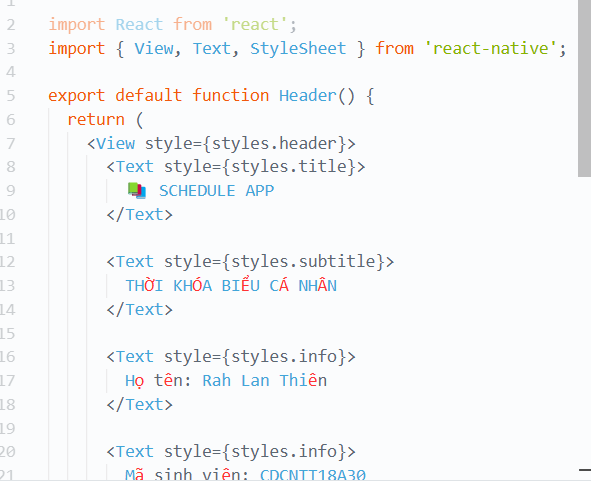 1
2 import React from 'react';
3 import { View, Text, StyleSheet } from 'react-native';
4
5 export default function Header() {
6 return (
7 <View style={styles.header}>
8 <Text style={styles.title}>
9 📚 SCHEDULE APP
10 </Text>
11
12 <Text style={styles.subtitle}>
13 THỜI KHÓA BIỂU CÁ NHÂN
14 </Text>
15
16 <Text style={styles.info}>
17 Họ tên: Rah Lan Thiên
18 </Text>
19
20 <Text style={styles.info}>
21 Mã sinh viên: CDCNTT18A30